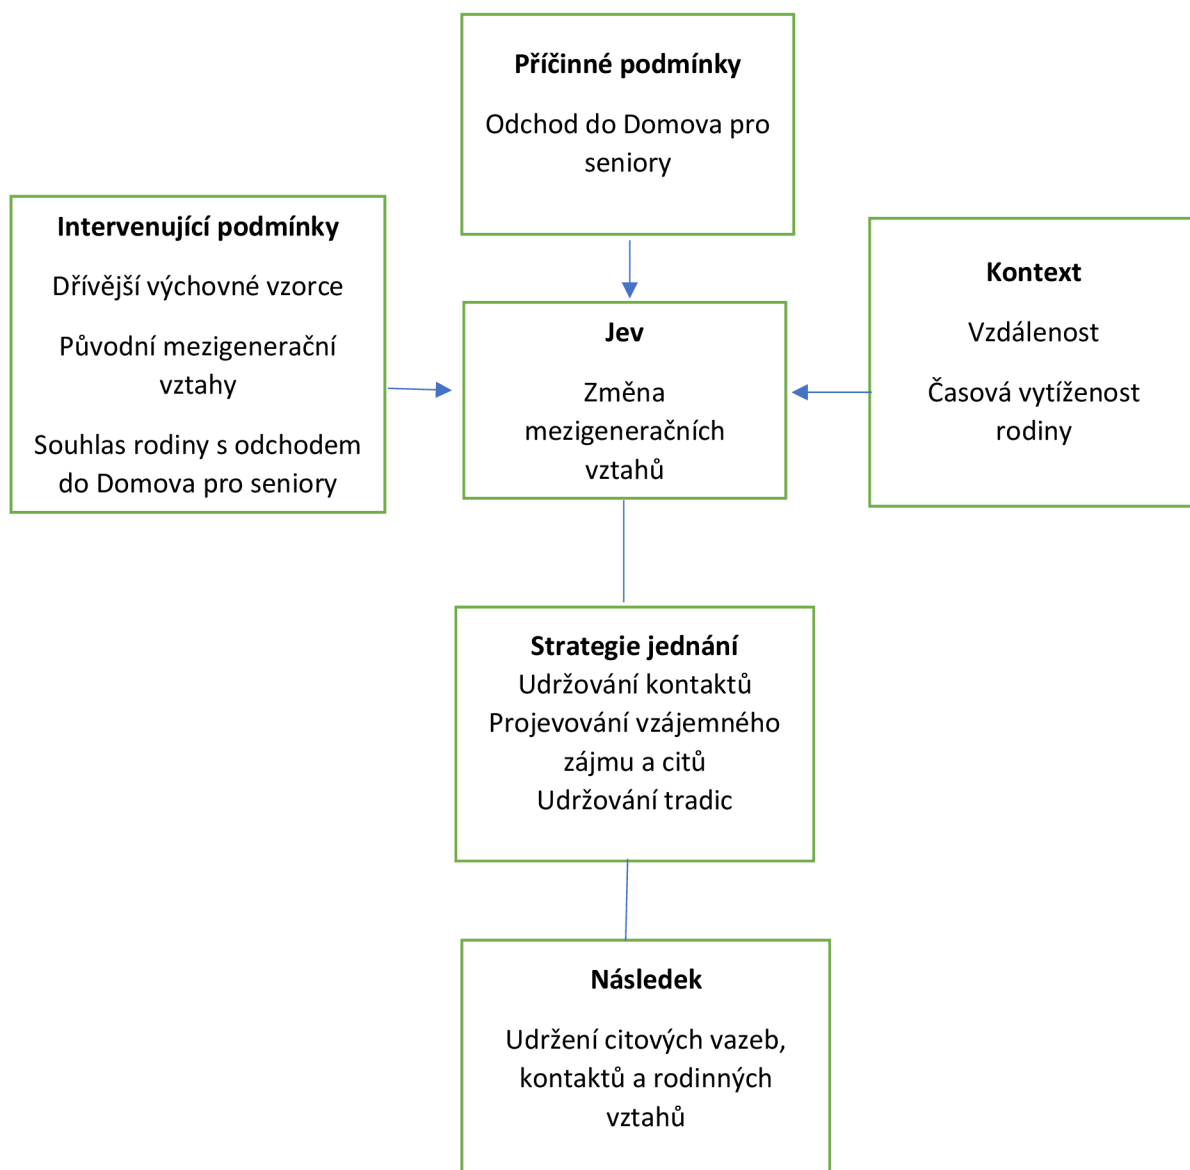 Příčinné podmínky
Odchod do Domova pro
seniory
Intervenující podmínky
Dřívější výchovné vzorce
Původní mezigenerační
vztahy
Souhlas rodiny s odchodem
do Domova pro seniory
Jev
Změna
mezigeneračních
vztahů
Kontext
Vzdálenost
Časová vytíženost
rodiny
Strategie jednání
Udržování kontaktů
Projevování vzájemného
zájmu a citů
Udržování tradic
Následek
Udržení citových vazeb,
kontaktů a rodinných
vztahů